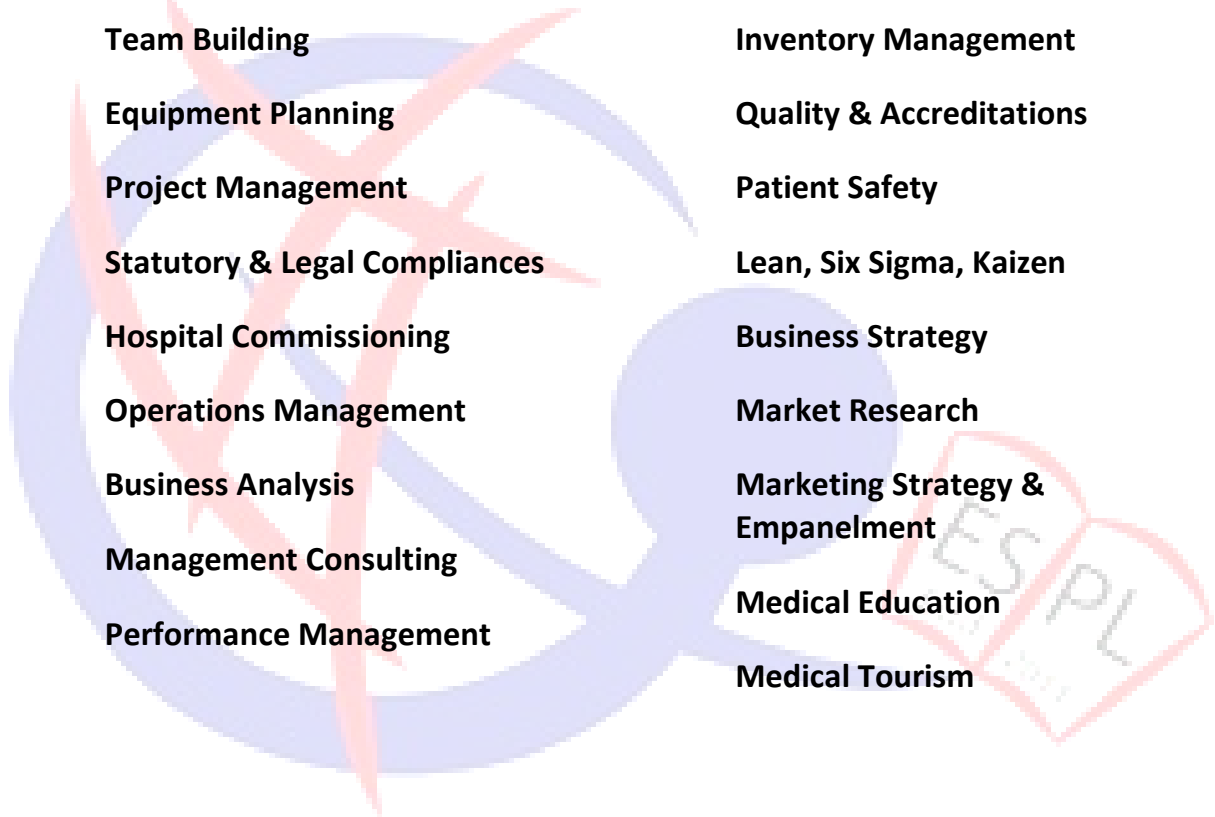 Team Building
Equipment Planning
Project Management
Statutory & Legal Compliances
Hospital Commissioning
Operations Management
Business Analysis
Management Consulting
Performance Management
Inventory Management
Quality & Accreditations
Patient Safety
Lean, Six Sigma, Kaizen
Business Strategy
Market Research
Marketing Strategy &
Empanelment
Medical Education
Medical Tourism
ESPL